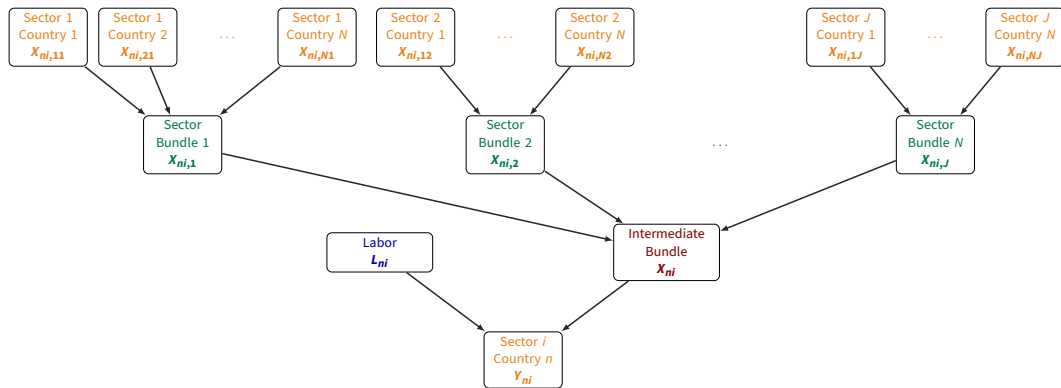 Sector 1
Country 1
X_{ni,11}
Sector 1
Country 2
X_{ni,21}
...
Sector 1
Country N
X_{ni,N1}
Sector 2
Country 1
X_{ni,12}
...
Sector 2
Country N
X_{ni,N2}
Sector J
Country 1
X_{ni,1J}
...
Sector J
Country N
X_{ni,NJ}
Sector
Bundle 1
X_{ni,1}
Sector
Bundle 2
X_{ni,2}
...
Sector
Bundle N
X_{ni,J}
Labor
L_{ni}
Intermediate
Bundle
X_{ni}
Sector i
Country n
Y_{ni}